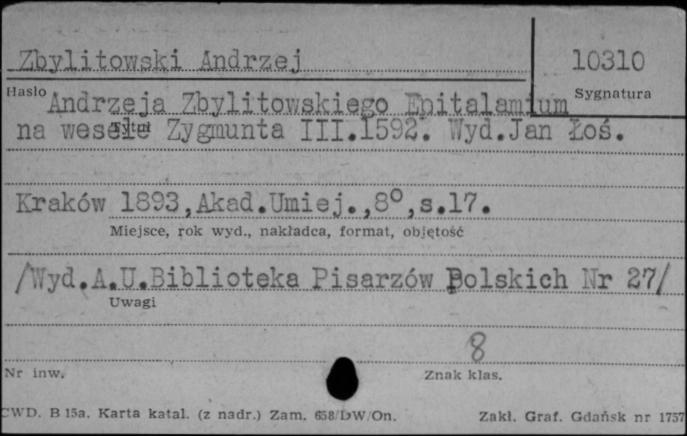 Zbylitowski Andrzej 10310
Hasło Sygnatura
Andrzeja Zbylitowskiego Epitalamium
na wesele Zygmunta III.1592. Wyd.Jan Łoś.
Tytuł
Kraków 1893,Akad.Umiej.,8°,s.17.
Miejsce, rok wyd., nakładca, format, objętość
/Wyd.A.U.Biblioteka Pisarzów Polskich Nr 27/
Uwagi
8
Nr inw. Znak klas.
CWD. B 15a. Karta katal. (z nadr.) Zam. 658/DW/On. Zakł. Graf. Gdańsk nr 1757